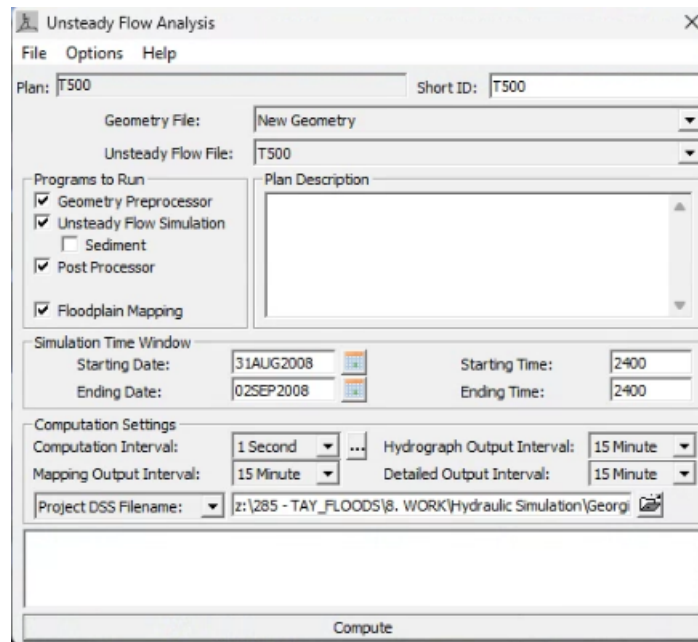 Unsteady Flow Analysis
File Options Help
Plan: T500 Short ID: T500
Geometry File: New Geometry
Unsteady Flow File: T500
Programs to Run Plan Description
Geometry Preprocessor
Unsteady Flow Simulation
Sediment
Post Processor
Floodplain Mapping
Simulation Time Window
Starting Date: 31AUG2008 Starting Time: 2400
Ending Date: 02SEP2008 Ending Time: 2400
Computation Settings
Computation Interval: 1 Second ... Hydrograph Output Interval: 15 Minute
Mapping Output Interval: 15 Minute Detailed Output Interval: 15 Minute
Project DSS Filename: z:\285 - TAY_FLOODS\8. WORK\Hydraulic Simulation\Georgi
Compute